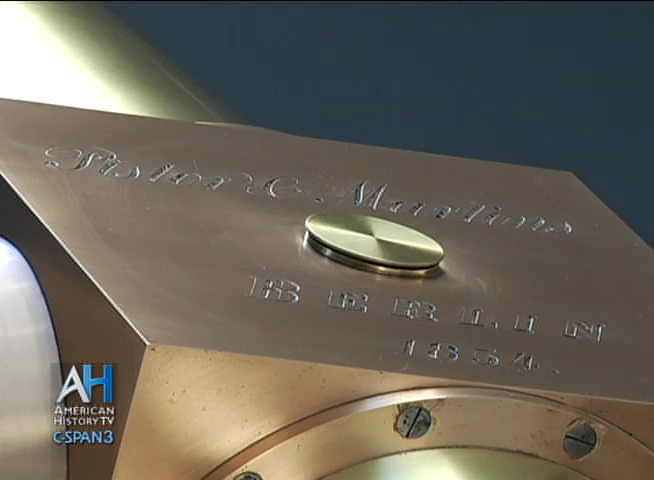 Pistor & Martins
BERLIN
1854.
AH
AMERICAN
HISTORY TV
C-SPAN3